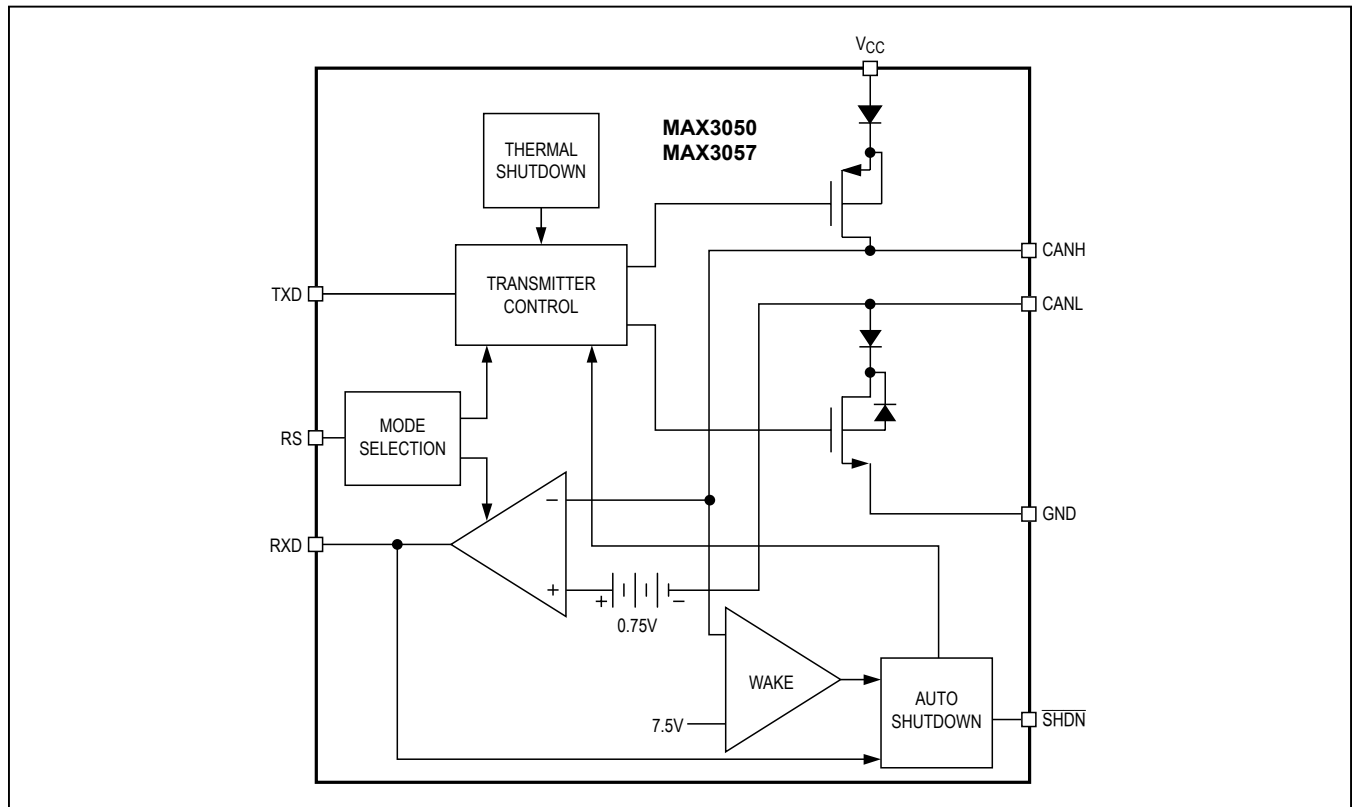 VCC
MAX3050
MAX3057
THERMAL
SHUTDOWN
CANH
TRANSMITTER
CONTROL
TXD
CANL
MODE
SELECTION
RS
−
GND
RXD
+
+
−
0.75V
WAKE
AUTO
SHUTDOWN
SHDN
7.5V